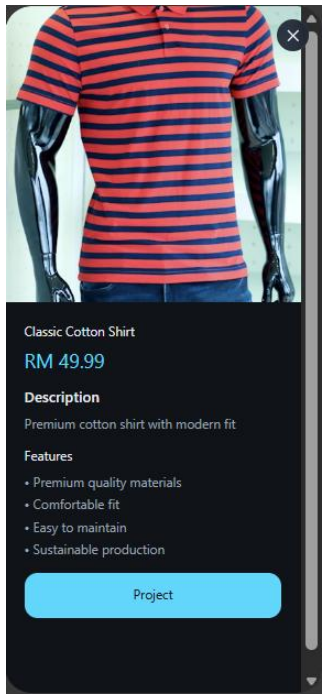 Classic Cotton Shirt
RM 49.99
Description
Premium cotton shirt with modern fit
Features
• Premium quality materials
• Comfortable fit
• Easy to maintain
• Sustainable production
Project